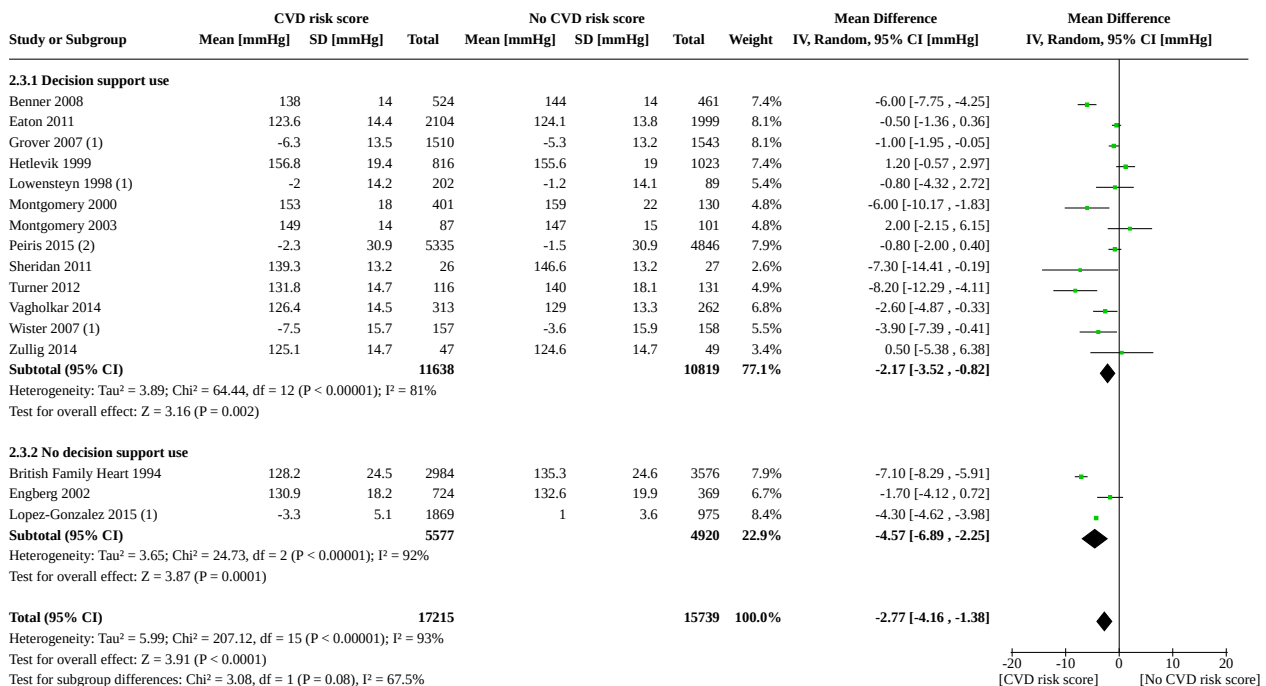 CVD risk score No CVD risk score Mean Difference Mean Difference
Study or Subgroup Mean [mmHg] SD [mmHg] Total Mean [mmHg] SD [mmHg] Total Weight IV, Random, 95% CI [mmHg] IV, Random, 95% CI [mmHg]
2.3.1 Decision support use
Benner 2008 138 14 524 144 14 461 7.4% -6.00 [-7.75 , -4.25]
Eaton 2011 123.6 14.4 2104 124.1 13.8 1999 8.1% -0.50 [-1.36 , 0.36]
Grover 2007 (1) -6.3 13.5 1510 -5.3 13.2 1543 8.1% -1.00 [-1.95 , -0.05]
Hetlevik 1999 156.8 19.4 816 155.6 19 1023 7.4% 1.20 [-0.57 , 2.97]
Lowensteyn 1998 (1) -2 14.2 202 -1.2 14.1 89 5.4% -0.80 [-4.32 , 2.72]
Montgomery 2000 153 18 401 159 22 130 4.8% -6.00 [-10.17 , -1.83]
Montgomery 2003 149 14 87 147 15 101 4.8% 2.00 [-2.15 , 6.15]
Peiris 2015 (2) -2.3 30.9 5335 -1.5 30.9 4846 7.9% -0.80 [-2.00 , 0.40]
Sheridan 2011 139.3 13.2 26 146.6 13.2 27 2.6% -7.30 [-14.41 , -0.19]
Turner 2012 131.8 14.7 116 140 18.1 131 4.8% -8.20 [-12.29 , -4.11]
Vagholkar 2014 126.4 14.5 313 129 13.3 262 6.8% -2.60 [-4.87 , -0.33]
Wister 2007 (1) -7.5 15.7 157 -3.6 15.9 158 5.5% -3.90 [-7.39 , -0.41]
Zullig 2014 125.1 14.7 47 124.6 14.7 49 3.4% 0.50 [-5.38 , 6.38]
Subtotal (95% CI) 11638 10819 77.1% -2.17 [-3.52 , -0.82]
Heterogeneity: Tau² = 3.89; Chi² = 64.44, df = 12 (P < 0.00001); I² = 81%
Test for overall effect: Z = 3.16 (P = 0.002)
2.3.2 No decision support use
British Family Heart 1994 128.2 24.5 2984 135.3 24.6 3576 7.9% -7.10 [-8.29 , -5.91]
Engberg 2002 130.9 18.2 724 132.6 19.9 369 6.7% -1.70 [-4.12 , 0.72]
Lopez-Gonzalez 2015 (1) -3.3 5.1 1869 1 3.6 975 8.4% -4.30 [-4.62 , -3.98]
Subtotal (95% CI) 5577 4920 22.9% -4.57 [-6.89 , -2.25]
Heterogeneity: Tau² = 3.65; Chi² = 24.73, df = 2 (P < 0.00001); I² = 92%
Test for overall effect: Z = 3.87 (P = 0.0001)
Total (95% CI) 17215 15739 100.0% -2.77 [-4.16 , -1.38]
Heterogeneity: Tau² = 5.99; Chi² = 207.12, df = 15 (P < 0.00001); I² = 93%
Test for overall effect: Z = 3.91 (P < 0.0001) -20 -10 0 10 20
Test for subgroup differences: Chi² = 3.08, df = 1 (P = 0.08), I² = 67.5% [CVD risk score] [No CVD risk score]